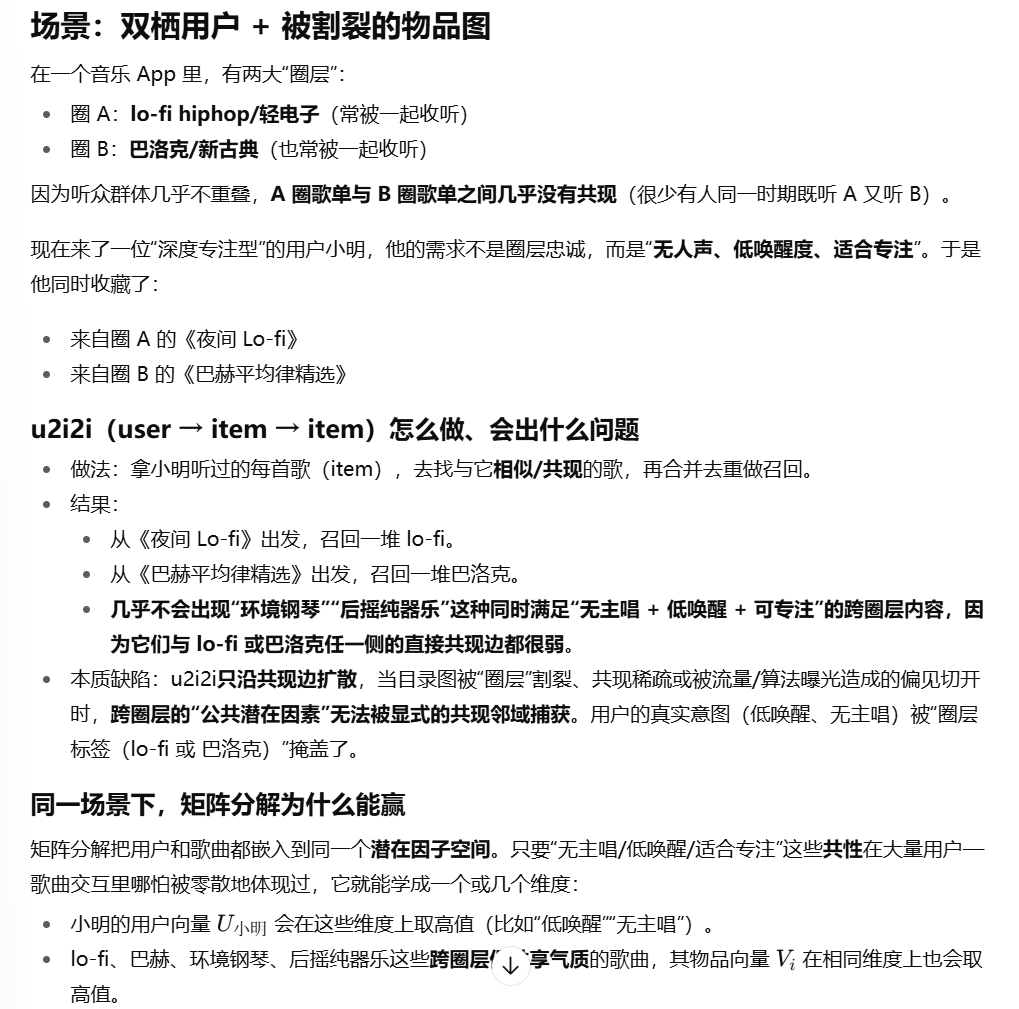 场景：双栖用户 + 被割裂的物品图
在一个音乐 App 里，有两大“圈层”：
圈 A：lo-fi hiphop/轻电子（常被一起收听）
圈 B：巴洛克/新古典（也常被一起收听）
因为听众群体几乎不重叠，A 圈歌单与 B 圈歌单之间几乎没有共现（很少有人同一时期既听 A 又听 B）。
现在来了一位“深度专注型”的用户小明，他的需求不是圈层忠诚，而是“无人声、低唤醒度、适合专注”。于是
他同时收藏了：
来自圈 A 的《夜间 Lo-fi》
来自圈 B 的《巴赫平均律精选》
u2i2i（user → item → item）怎么做、会出什么问题
做法：拿小明听过的每首歌（item），去找与它相似/共现的歌，再合并去重做召回。
结果：
从《夜间 Lo-fi》出发，召回一堆 lo-fi。
从《巴赫平均律精选》出发，召回一堆巴洛克。
几乎不会出现“环境钢琴”“后摇纯器乐”这种同时满足“无主唱 + 低唤醒 + 可专注”的跨圈层内容，因
为它们与 lo-fi 或巴洛克任一侧的直接共现边都很弱。
本质缺陷：u2i2i只沿共现边扩散，当目录图被“圈层”割裂、共现稀疏或被流量/算法曝光造成的偏见切开
时，跨圈层的“公共潜在因素”无法被显式的共现邻域捕获。用户的真实意图（低唤醒、无主唱）被“圈层
标签（lo-fi 或 巴洛克）”掩盖了。
同一场景下，矩阵分解为什么能赢
矩阵分解把用户和歌曲都嵌入到同一个潜在因子空间。只要“无主唱/低唤醒/适合专注”这些共性在大量用户—
歌曲交互里哪怕被零散地体现过，它就能学成一个或几个维度：
小明的用户向量 U小明 会在这些维度上取高值（比如“低唤醒”“无主唱”）。
lo-fi、巴赫、环境钢琴、后摇纯器乐这些跨圈层享气质的歌曲，其物品向量 Vi 在相同维度上也会取
高值。